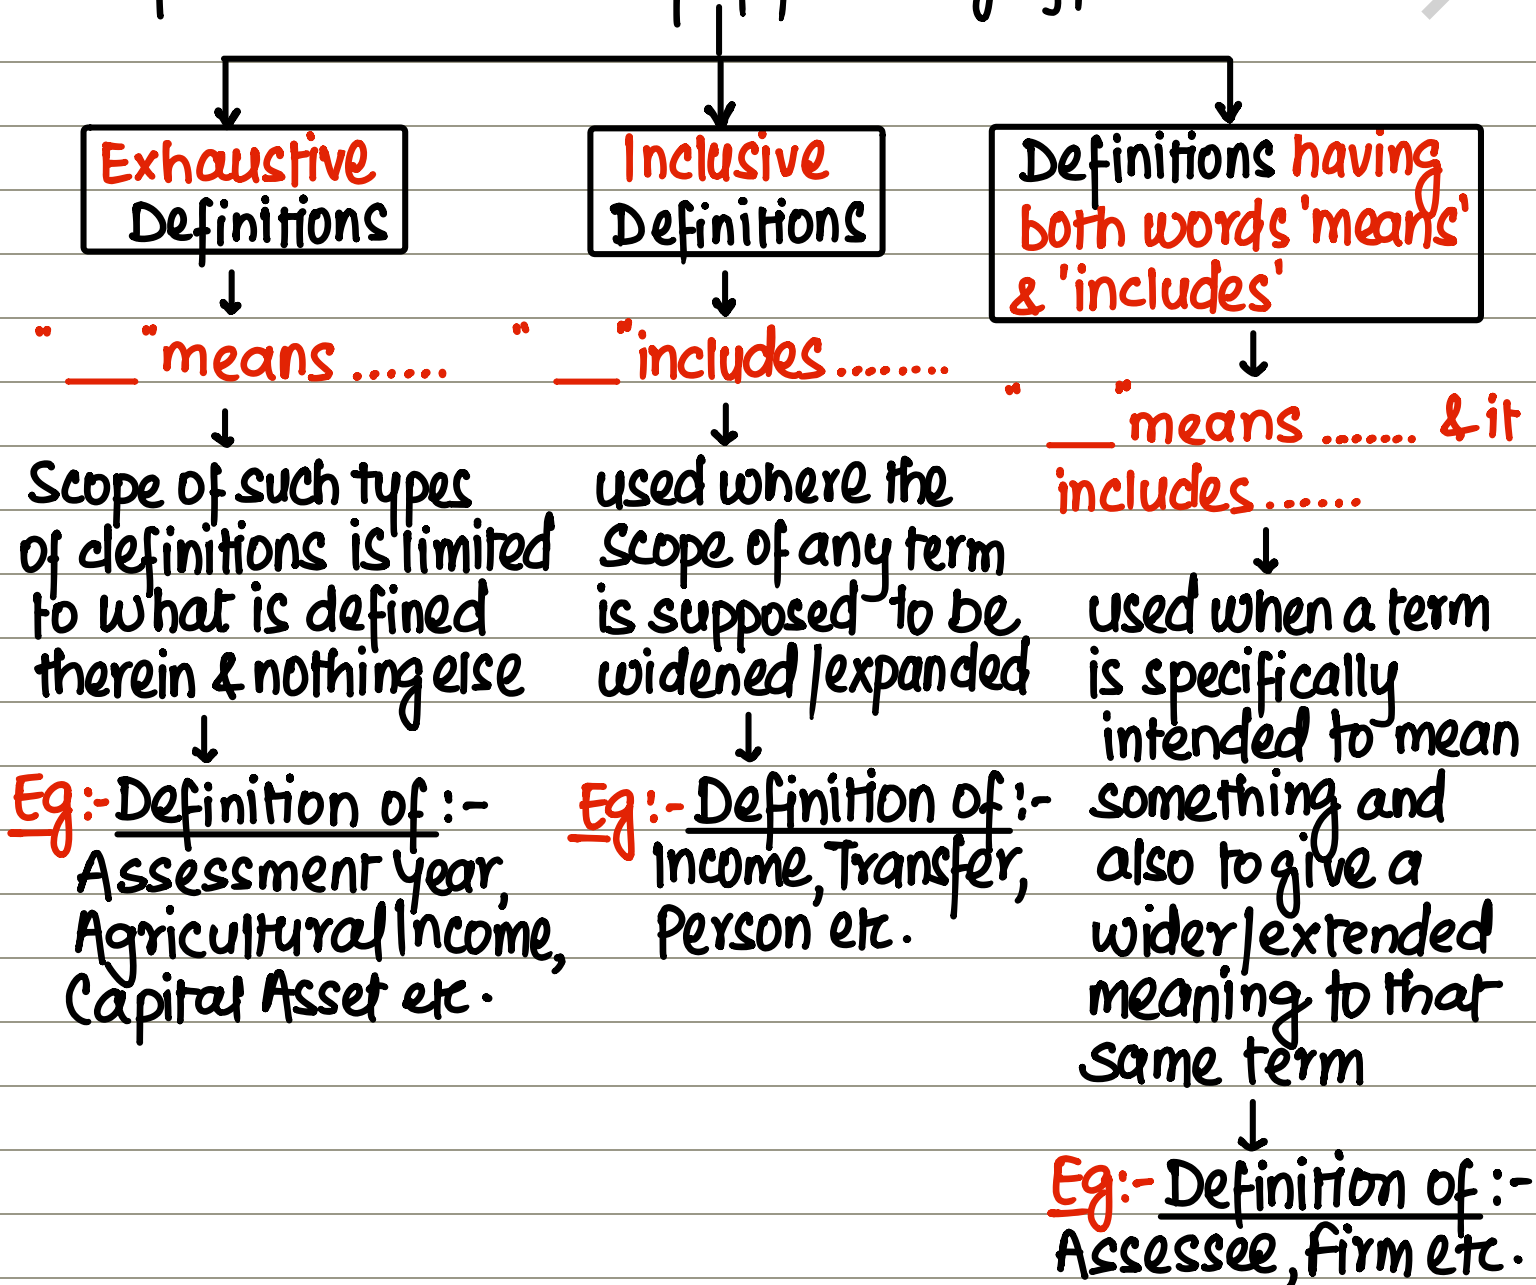 Exhaustive
Definitions
"___" means ......
Scope of such types
of definitions is limited
to what is defined
therein & nothing else
Eg:- Definition of :-
Assessment Year,
Agricultural Income,
Capital Asset etc.
Inclusive
Definitions
"___" includes ........
used where the
scope of any term
is supposed to be
widened/expanded
Eg:- Definition of:-
Income, Transfer,
Person etc.
Definitions having
both words 'means'
& 'includes'
"___" means ........ & it
includes ......
used when a term
is specifically
intended to mean
something and
also to give a
wider/extended
meaning to that
same term
Eg:- Definition of :-
Assessee, Firm etc.